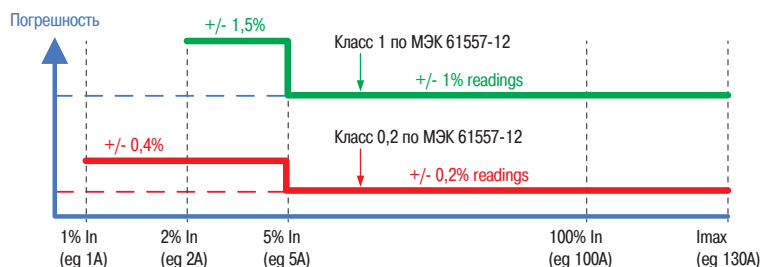 Погрешность
+/- 1,5%
Класс 1 по МЭК 61557-12
+/- 1% readings
+/- 0,4%
Класс 0,2 по МЭК 61557-12
+/- 0,2% readings
1% In
(eg 1A)
2% In
(eg 2A)
5% In
(eg 5A)
100% In
(eg 100A)
Imax
(eg 130A)